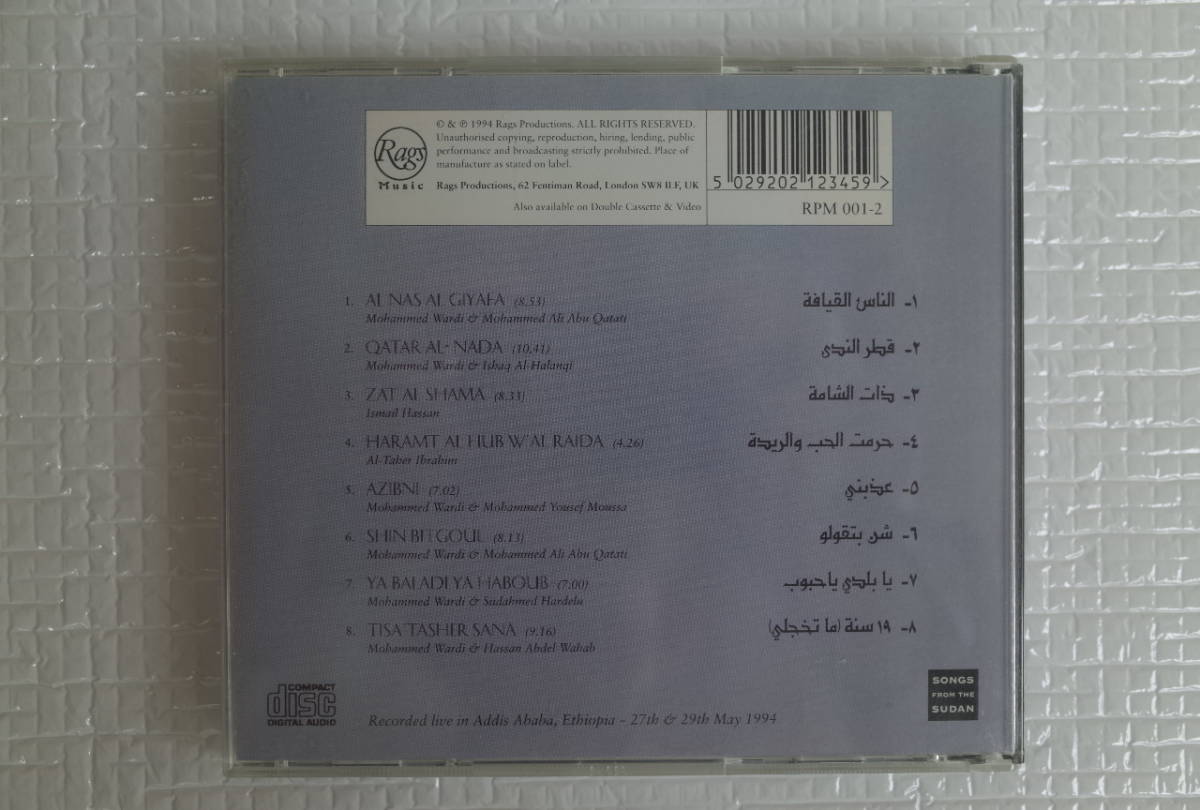 Rags
Music
© & ℗ 1994 Rags Productions. ALL RIGHTS RESERVED.
Unauthorised copying, reproduction, hiring, lending, public
performance and broadcasting strictly prohibited. Place of
manufacture as stated on label.
Rags Productions, 62 Fentiman Road, London SW8 1LF, UK
Also available on Double Cassette & Video
5 029202 123459 >
RPM 001-2
1. AL NAS AL GIYAFA (8.53) ١- الناس القيافة
Mohammed Wardi & Mohammed Ali Abu Qatati
2. QATAR AL- NADA (10.41) ٢- قطر الندى
Mohammed Wardi & Ishaq Al-Halanqi
3. ZAT AL SHAMA (8.33) ٣- ذات الشامة
Ismail Hassan
4. HARAMT AL HUB W'AL RAIDA (4.26) ٤- حرمت الحب والريدة
Al-Taher Ibrahim
5. AZIBNI (7.02) ٥- عذبني
Mohammed Wardi & Mohammed Yousef Moussa
6. SHIN BITGOUL (8.13) ٦- شن بتقولو
Mohammed Wardi & Mohammed Ali Abu Qatati
7. YA BALADI YA HABOUB (7.00) ٧- يا بلدي يا حبوب
Mohammed Wardi & Sudahmed Hardelu
8. TISA'TASHER SANA (9.16) ٨- ١٩ سنة (ما تخجلي)
Mohammed Wardi & Hassan Abdel Wahab
COMPACT
disc
DIGITAL AUDIO
Recorded live in Addis Ababa, Ethiopia - 27th & 29th May 1994
SONGS
FROM THE
SUDAN